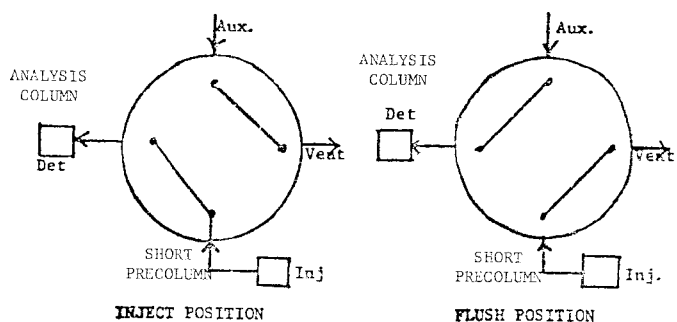 Aux.
ANALYSIS
COLUMN
Det
Vent
SHORT
PRECOLUMN
Inj
INJECT POSITION
Aux.
ANALYSIS
COLUMN
Det
Vent
SHORT
PRECOLUMN
Inj.
FLUSH POSITION